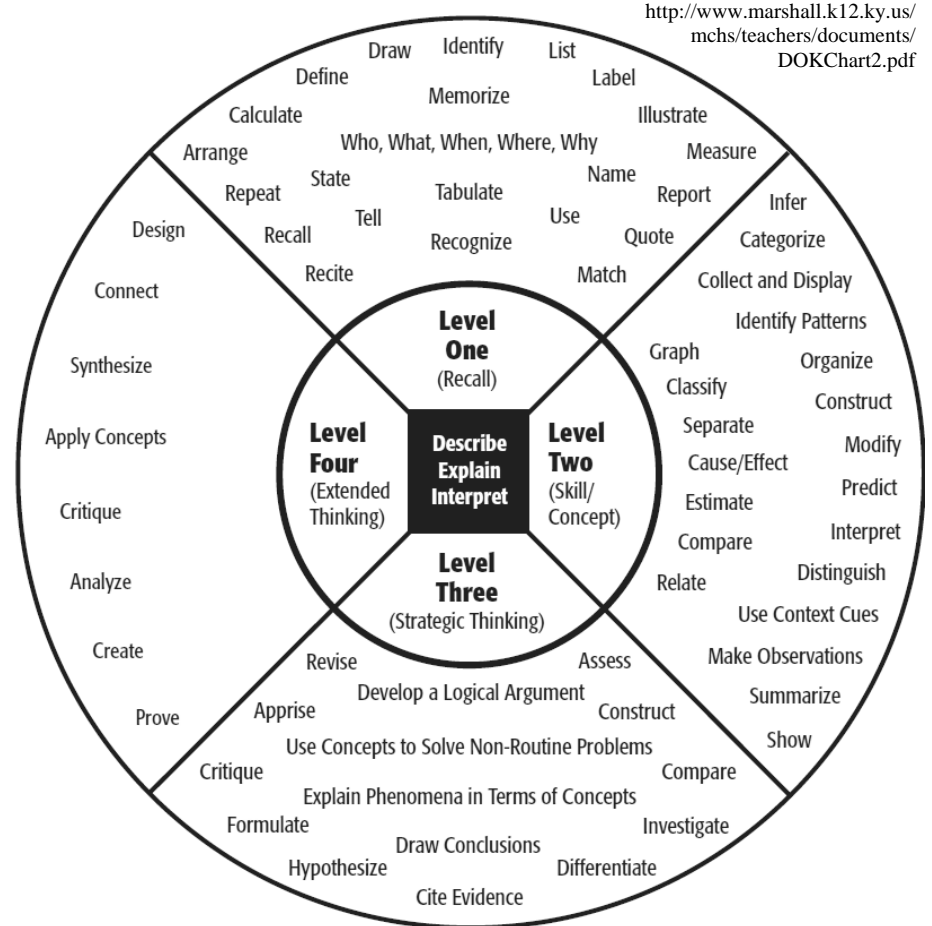 http://www.marshall.k12.ky.us/
mchs/teachers/documents/
DOKChart2.pdf
Draw
Identify
List
Define
Label
Memorize
Calculate
Illustrate
Who, What, When, Where, Why
Arrange
Measure
State
Name
Repeat
Tabulate
Report
Tell
Use
Recall
Recognize
Quote
Recite
Match
Level
One
(Recall)
Infer
Categorize
Collect and Display
Identify Patterns
Graph
Organize
Classify
Construct
Separate
Modify
Cause/Effect
Predict
Estimate
Interpret
Compare
Distinguish
Relate
Use Context Cues
Make Observations
Summarize
Show
Level
Two
(Skill/
Concept)
Describe
Explain
Interpret
Level
Three
(Strategic Thinking)
Revise
Assess
Develop a Logical Argument
Apprise
Construct
Use Concepts to Solve Non-Routine Problems
Critique
Compare
Explain Phenomena in Terms of Concepts
Formulate
Investigate
Draw Conclusions
Hypothesize
Differentiate
Cite Evidence
Level
Four
(Extended
Thinking)
Design
Connect
Synthesize
Apply Concepts
Critique
Analyze
Create
Prove